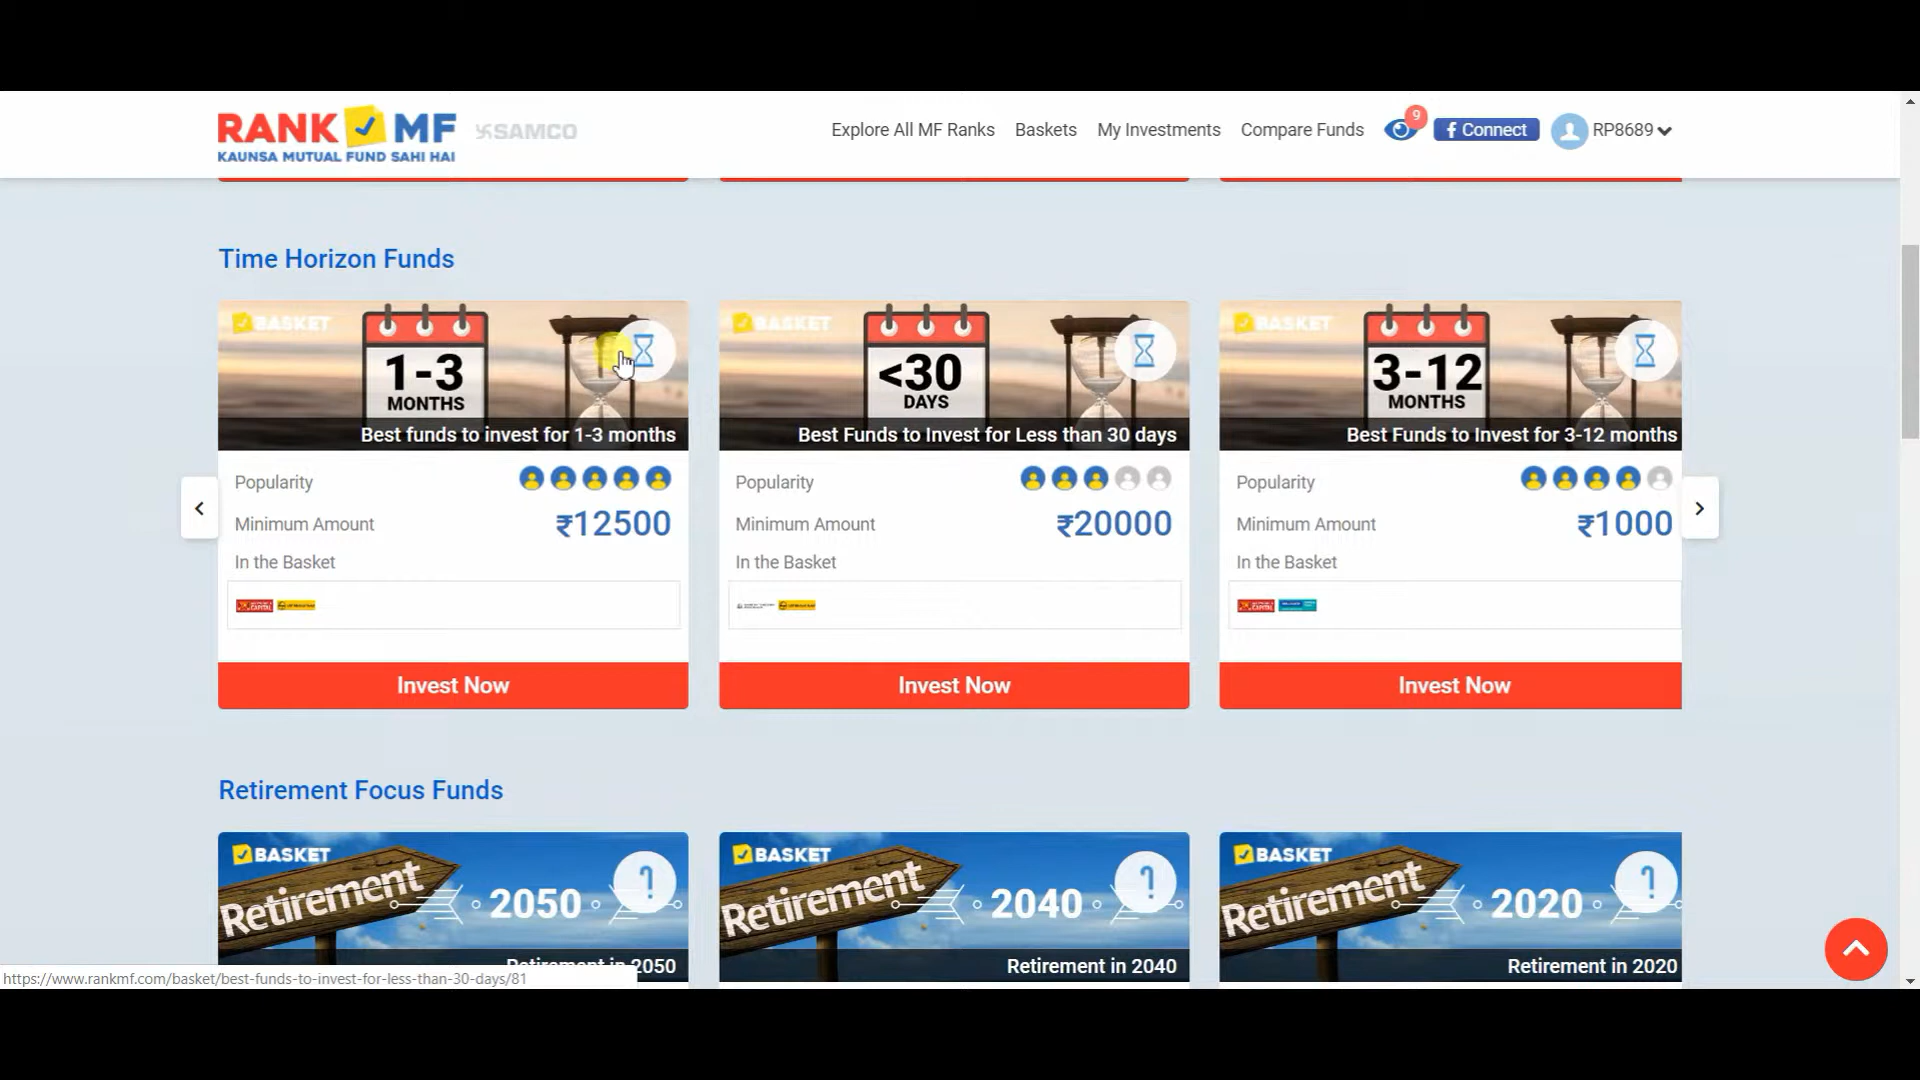 RANK MF
KAUNSA MUTUAL FUND SAHI HAI
SAMCO
Explore All MF Ranks
Baskets
My Investments
Compare Funds
9
f Connect
RP8689
Time Horizon Funds
BASKET
1-3
MONTHS
Best funds to invest for 1-3 months
Popularity
Minimum Amount
₹12500
In the Basket
Invest Now
BASKET
<30
DAYS
Best Funds to Invest for Less than 30 days
Popularity
Minimum Amount
₹20000
In the Basket
Invest Now
BASKET
3-12
MONTHS
Best Funds to Invest for 3-12 months
Popularity
Minimum Amount
₹1000
In the Basket
Invest Now
Retirement Focus Funds
BASKET
Retirement
2050
Retirement in 2050
BASKET
Retirement
2040
Retirement in 2040
BASKET
Retirement
2020
Retirement in 2020
https://www.rankmf.com/basket/best-funds-to-invest-for-less-than-30-days/81